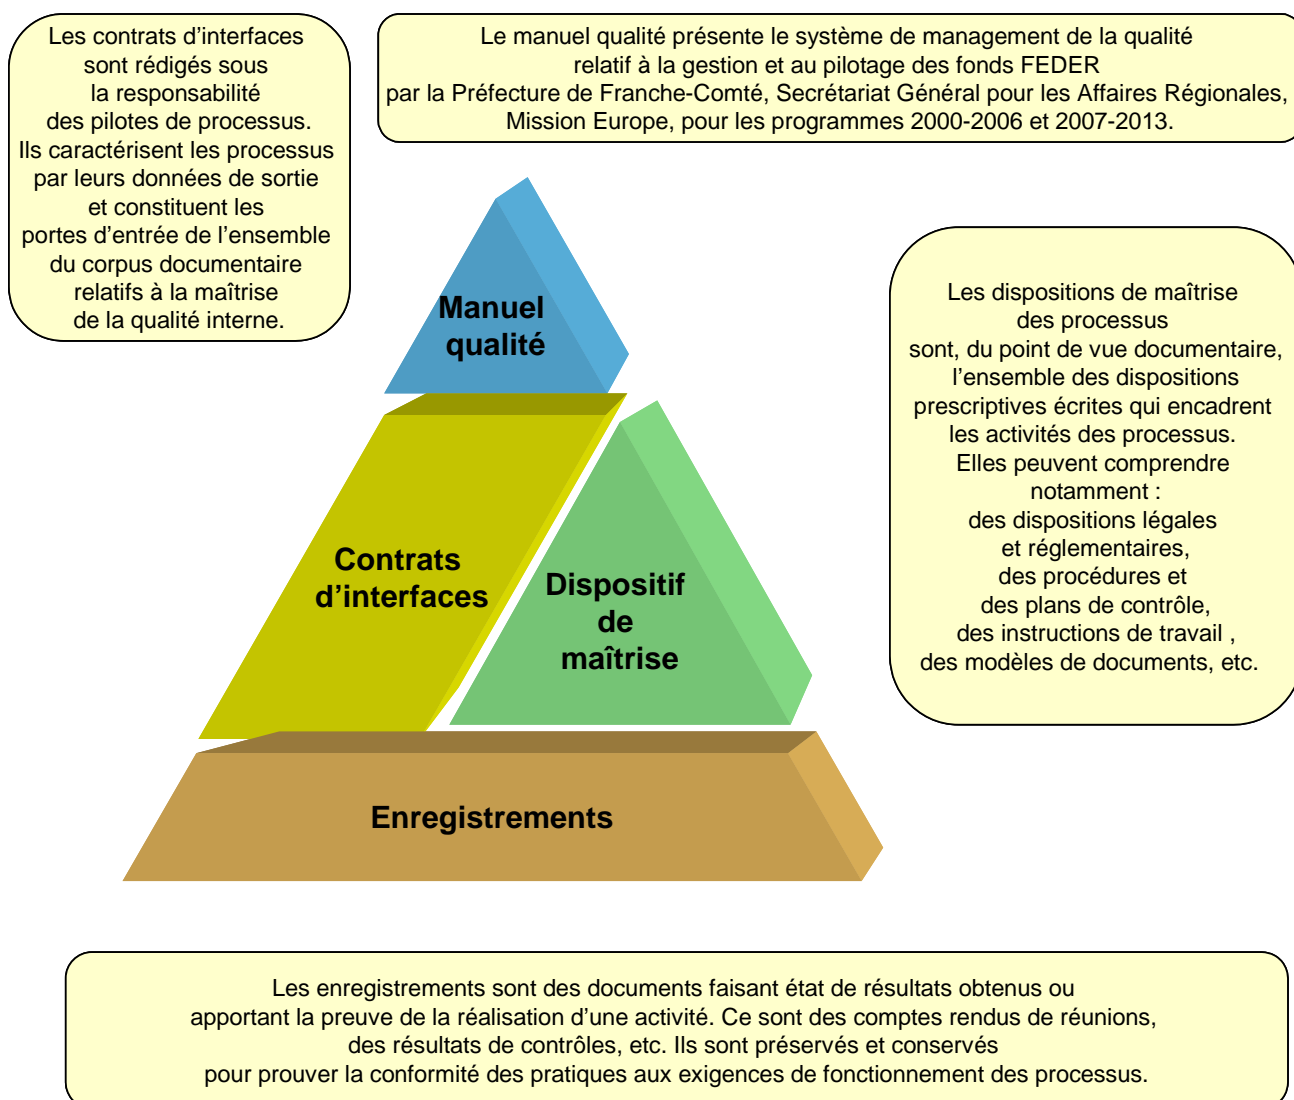 Les contrats d’interfaces
sont rédigés sous
la responsabilité
des pilotes de processus.
Ils caractérisent les processus
par leurs données de sortie
et constituent les
portes d’entrée de l’ensemble
du corpus documentaire
relatifs à la maîtrise
de la qualité interne.
Le manuel qualité présente le système de management de la qualité
relatif à la gestion et au pilotage des fonds FEDER
par la Préfecture de Franche-Comté, Secrétariat Général pour les Affaires Régionales,
Mission Europe, pour les programmes 2000-2006 et 2007-2013.
Manuel
qualité
Contrats
d’interfaces
Dispositif
de
maîtrise
Enregistrements
Les dispositions de maîtrise
des processus
sont, du point de vue documentaire,
l’ensemble des dispositions
prescriptives écrites qui encadrent
les activités des processus.
Elles peuvent comprendre
notamment :
des dispositions légales
et réglementaires,
des procédures et
des plans de contrôle,
des instructions de travail ,
des modèles de documents, etc.
Les enregistrements sont des documents faisant état de résultats obtenus ou
apportant la preuve de la réalisation d’une activité. Ce sont des comptes rendus de réunions,
des résultats de contrôles, etc. Ils sont préservés et conservés
pour prouver la conformité des pratiques aux exigences de fonctionnement des processus.